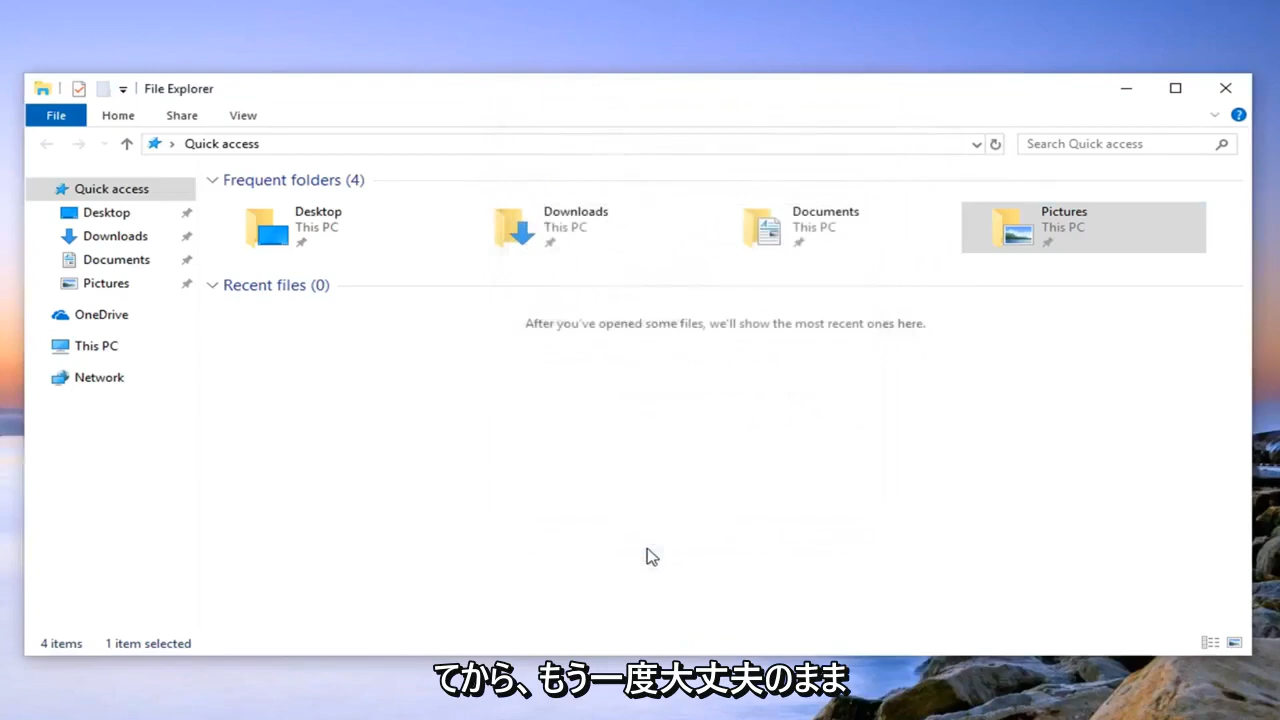 File Explorer
File Home Share View
Quick access
Search Quick access
Quick access
Desktop
Downloads
Documents
Pictures
OneDrive
This PC
Network
Frequent folders (4)
Desktop
This PC
Downloads
This PC
Documents
This PC
Pictures
This PC
Recent files (0)
After you've opened some files, we'll show the most recent ones here.
4 items 1 item selected
てから、もう一度大丈夫のまま